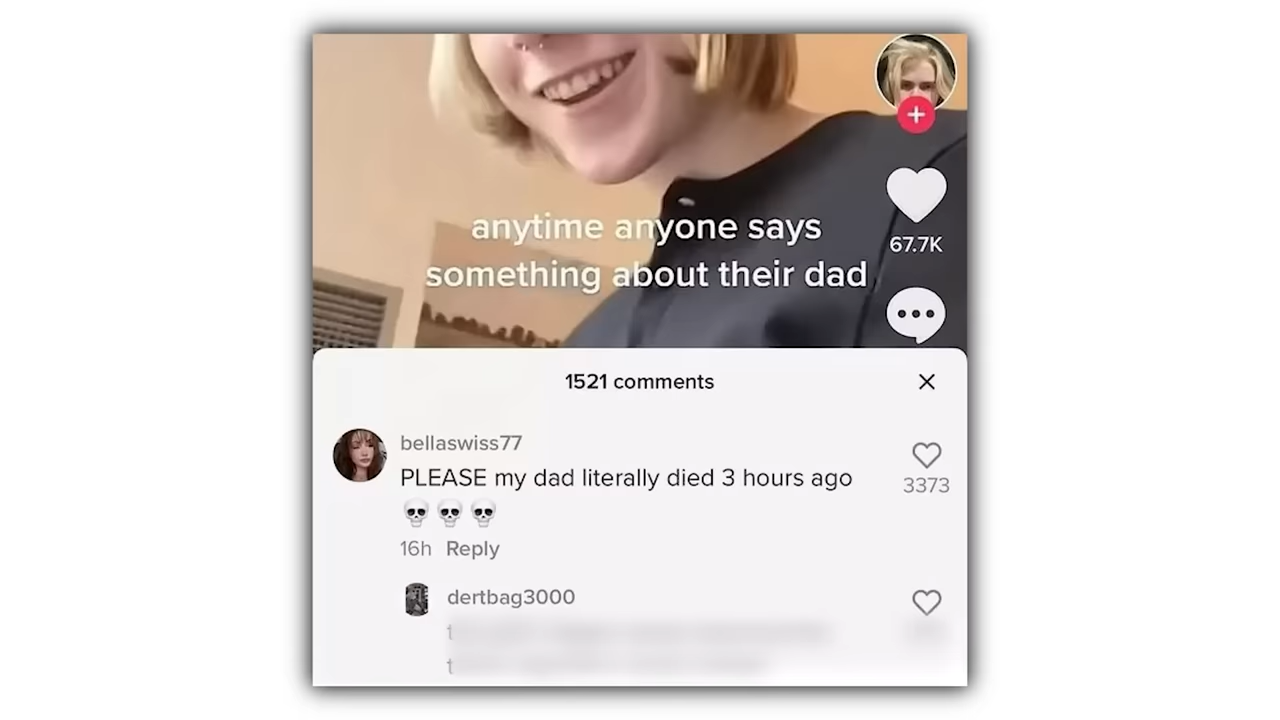 anytime anyone says
something about their dad
67.7K
1521 comments
bellaswiss77
PLEASE my dad literally died 3 hours ago
💀 💀 💀
3373
16h Reply
dertbag3000